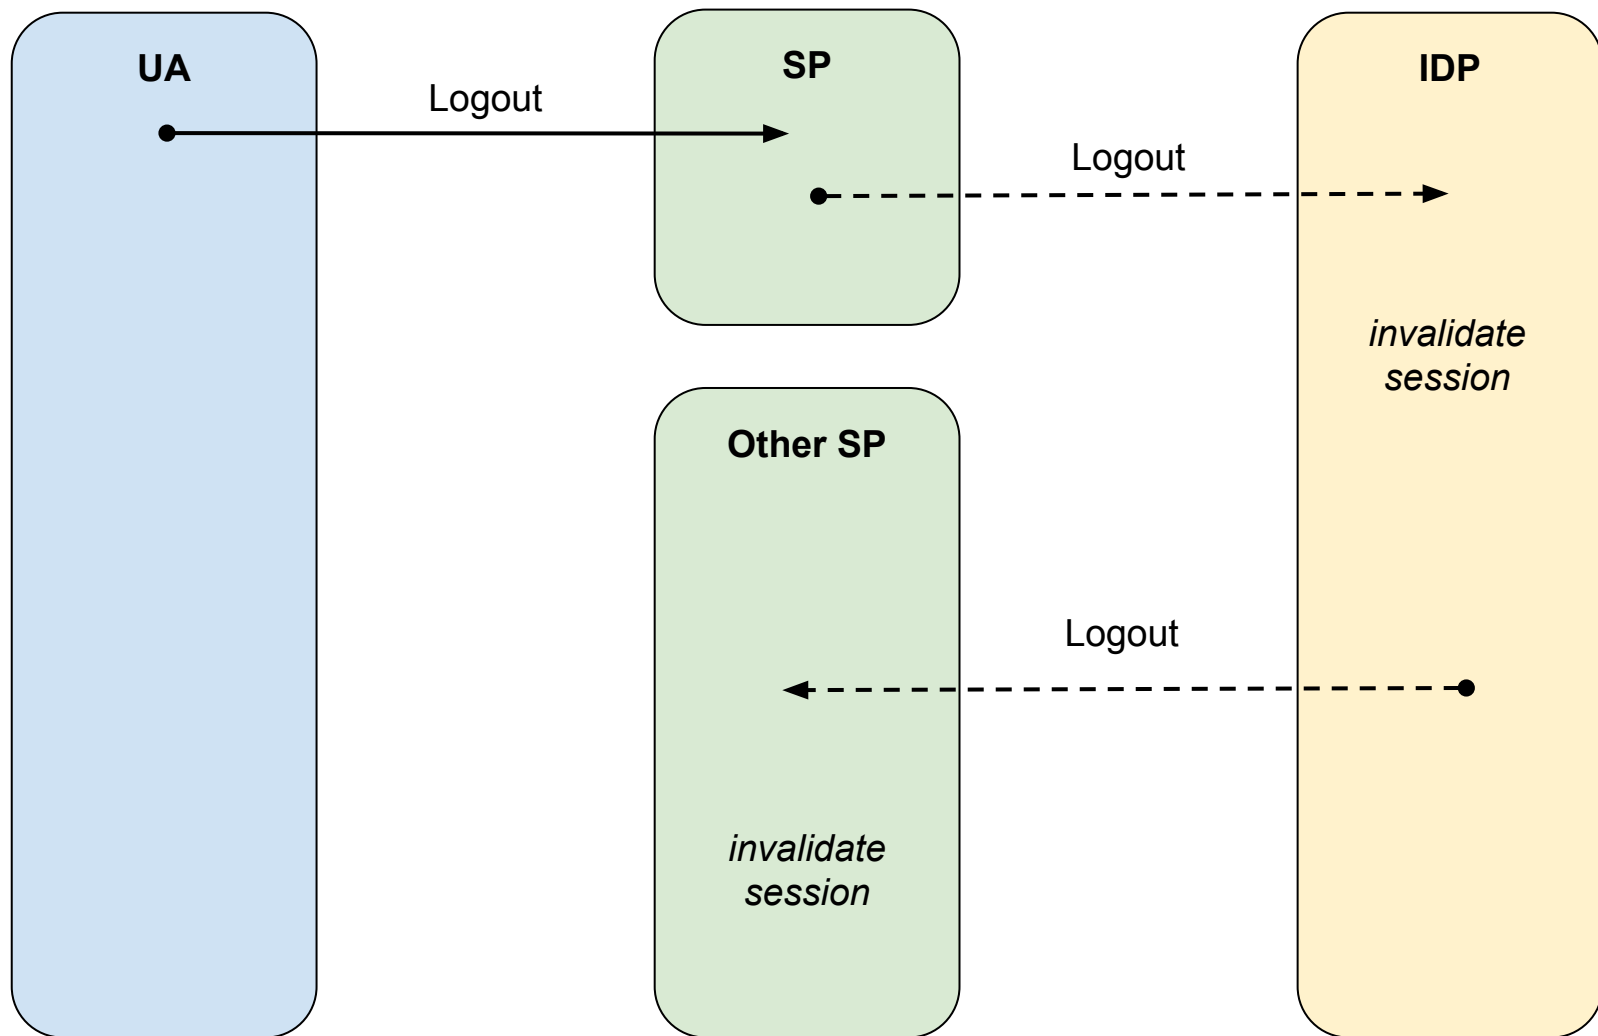 UA
SP
IDP
Logout
Logout
invalidate
session
Other SP
Logout
invalidate
session